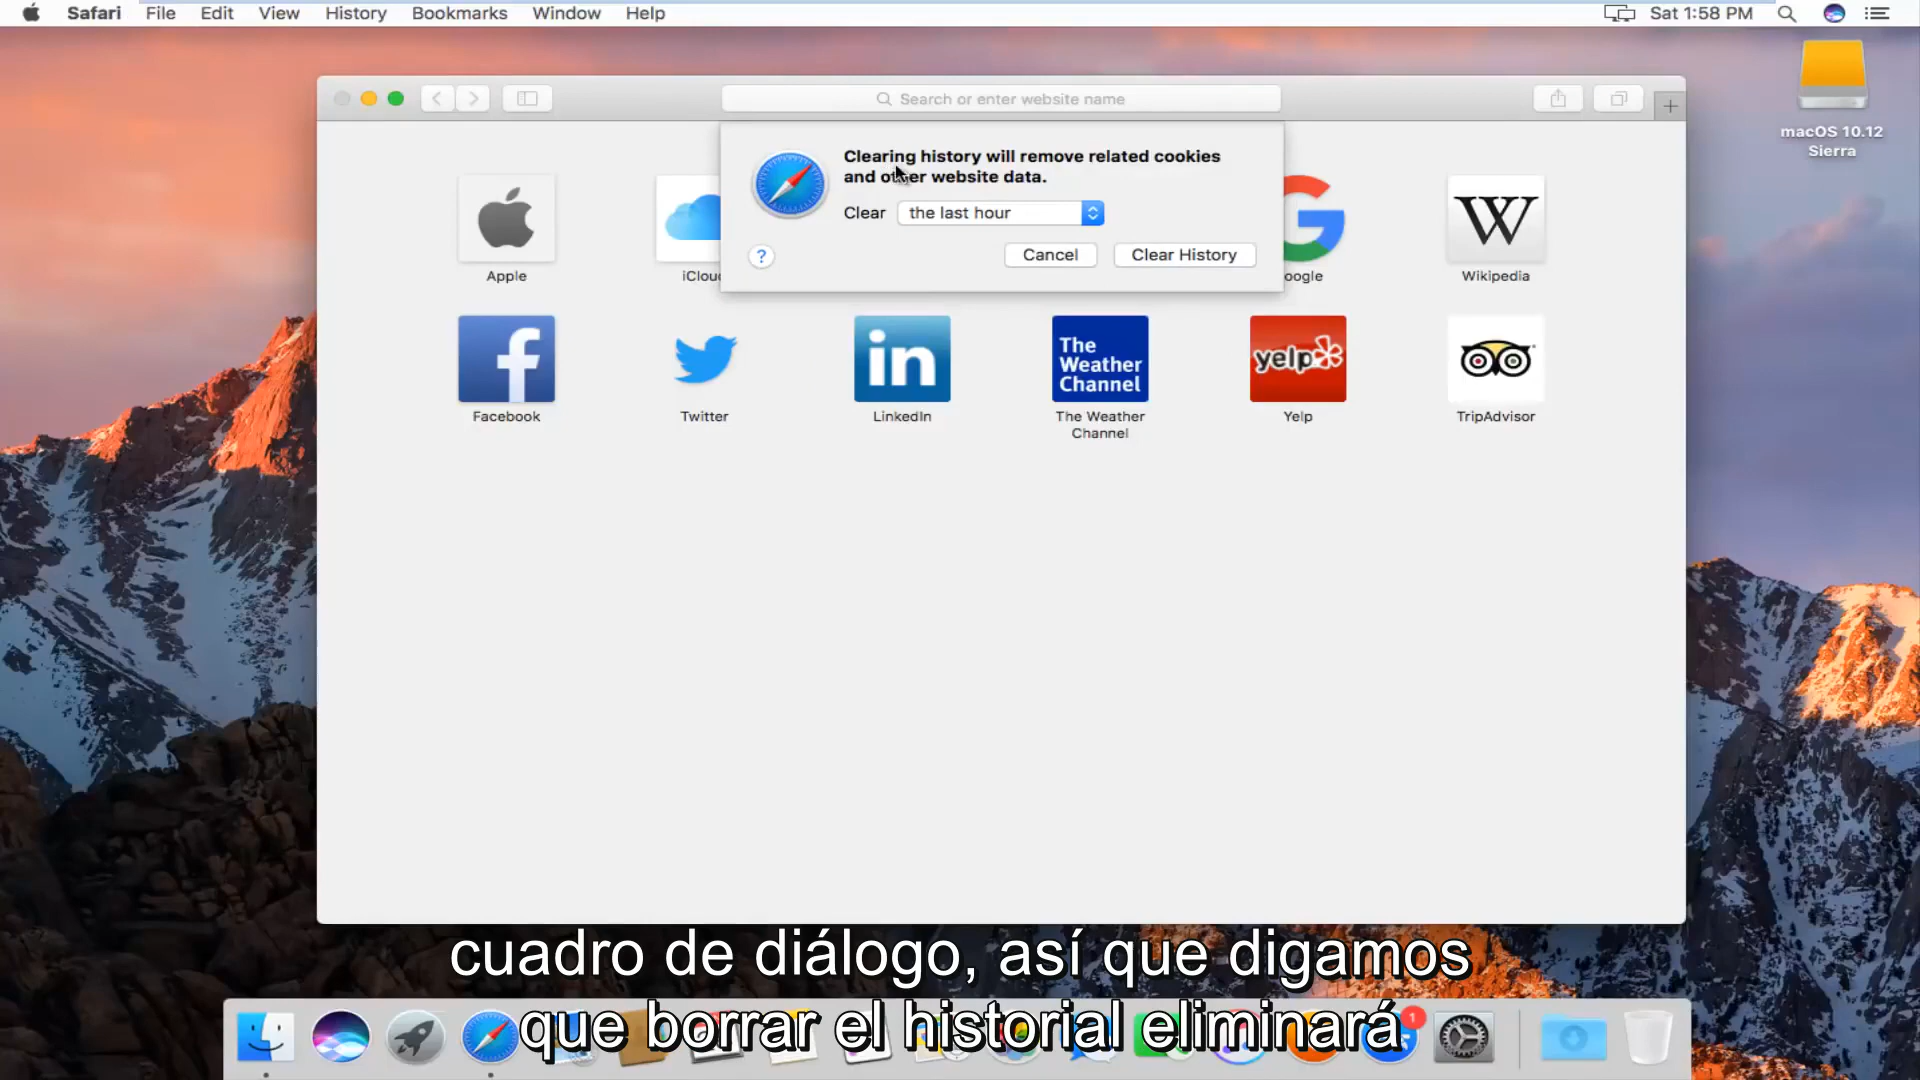 Safari File Edit View History Bookmarks Window Help Sat 1:58 PM
macOS 10.12
Sierra
Search or enter website name
Clearing history will remove related cookies
and other website data.
Clear the last hour
? Cancel Clear History
Apple iCloud oogle W Wikipedia
f Facebook
Twitter
in LinkedIn
The
Weather
Channel
The Weather
Channel
yelp
Yelp
TripAdvisor
cuadro de diálogo, así que digamos
que borrar el historial eliminará
1